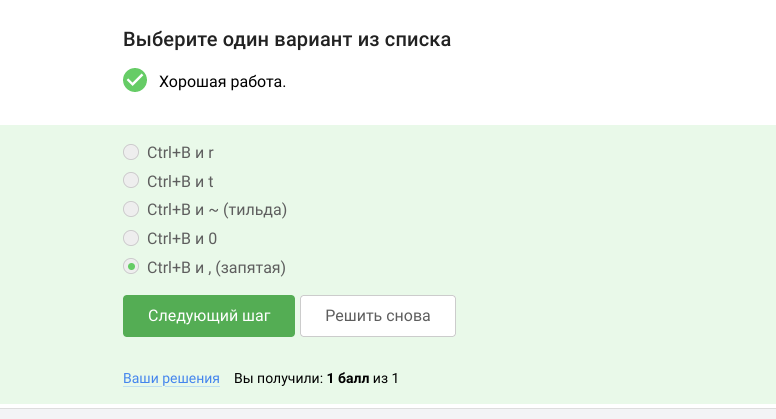 Выберите один вариант из списка
Хорошая работа.
Ctrl+B и r
Ctrl+B и t
Ctrl+B и ~ (тильда)
Ctrl+B и 0
Ctrl+B и , (запятая)
Следующий шаг Решить снова
Ваши решения Вы получили: 1 балл из 1